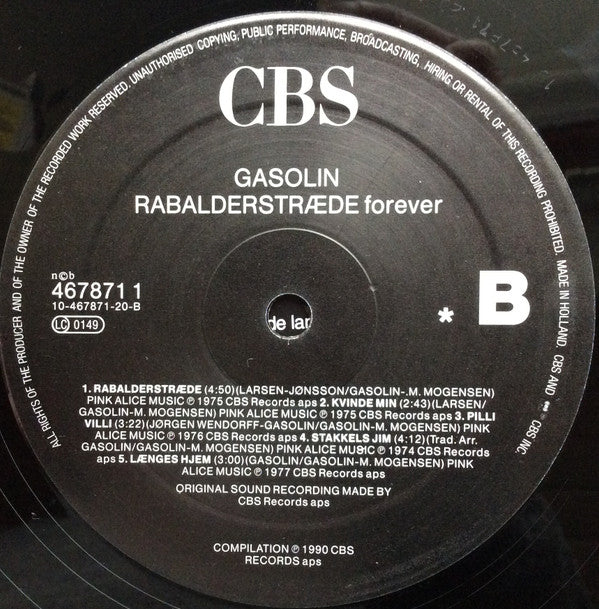 ALL RIGHTS OF THE PRODUCER AND OF THE OWNER OF THE RECORDED WORK RESERVED. UNAUTHORISED COPYING, PUBLIC PERFORMANCE, BROADCASTING, HIRING OR RENTAL OF THIS RECORDING PROHIBITED. MADE IN HOLLAND. CBS AND CBS INC.
CBS
GASOLIN
RABALDERSTRÆDE forever
n©b
467871 1
10-467871-20-B
LC 0149
de lar
* B
1. RABALDERSTRÆDE (4:50)(LARSEN-JØNSSON/GASOLIN-.M. MOGENSEN)
PINK ALICE MUSIC ℗ 1975 CBS Records aps 2. KVINDE MIN (2:43)(LARSEN/
GASOLIN-M. MOGENSEN) PINK ALICE MUSIC ℗ 1975 CBS Records aps 3. PILLI
VILLI (3:22)(JØRGEN WENDORFF-GASOLIN/GASOLIN-M. MOGENSEN) PINK
ALICE MUSIC ℗ 1976 CBS Records aps 4. STAKKELS JIM (4:12)(Trad. Arr.
GASOLIN/GASOLIN-M. MOGENSEN) PINK ALICE MUSIC ℗ 1974 CBS Records
aps 5. LÆNGES HJEM (3:00)(GASOLIN/GASOLIN-M. MOGENSEN) PINK
ALICE MUSIC ℗ 1977 CBS Records aps
ORIGINAL SOUND RECORDING MADE BY
CBS Records aps
COMPILATION ℗ 1990 CBS
RECORDS aps